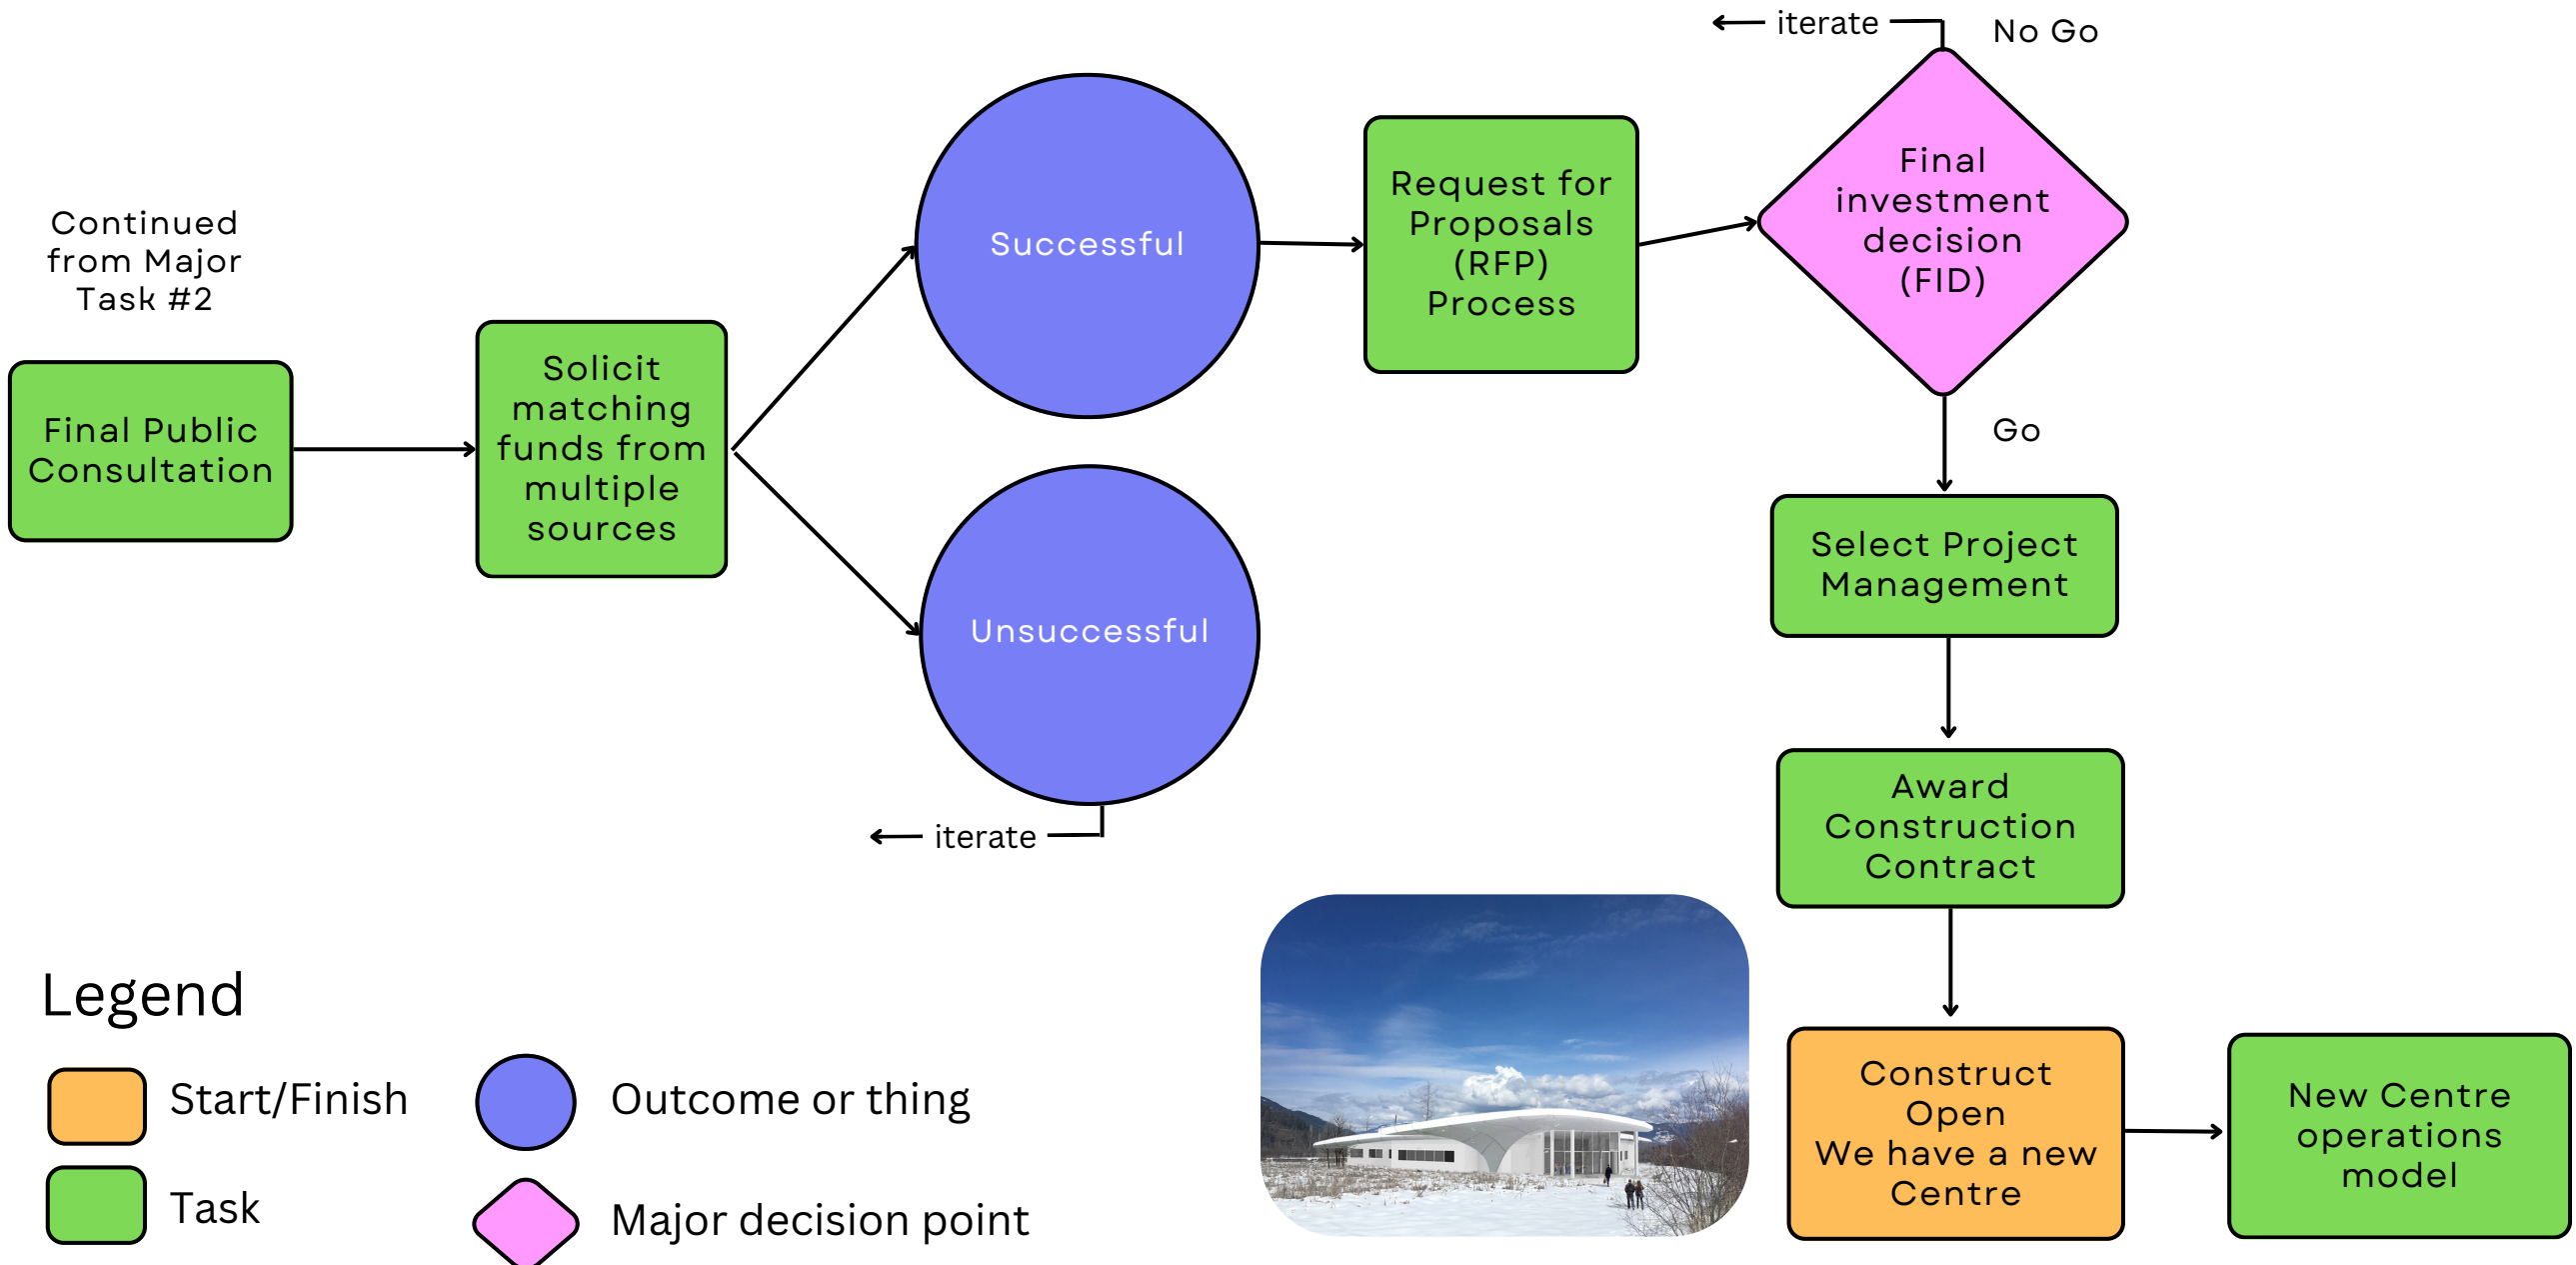 Continued
from Major
Task #2
Final Public
Consultation
Solicit
matching
funds from
multiple
sources
Successful
Unsuccessful
iterate
Request for
Proposals
(RFP)
Process
iterate
No Go
Final
investment
decision
(FID)
Go
Select Project
Management
Award
Construction
Contract
Construct
Open
We have a new
Centre
New Centre
operations
model
Legend
Start/Finish
Task
Outcome or thing
Major decision point